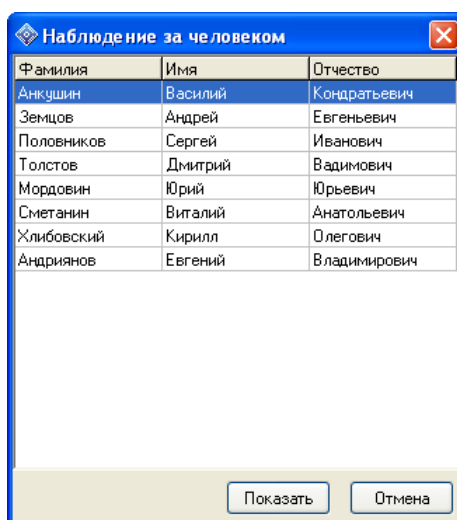 Наблюдение за человеком
Фамилия Имя Отчество
Анкушин Василий Кондратьевич
Земцов Андрей Евгеньевич
Половников Сергей Иванович
Толстов Дмитрий Вадимович
Мордовин Юрий Юрьевич
Сметанин Виталий Анатольевич
Хлибовский Кирилл Олегович
Андриянов Евгений Владимирович
Показать Отмена